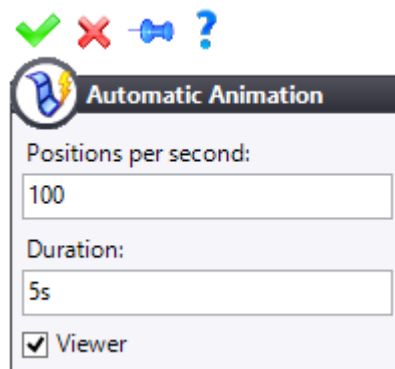 ?
Automatic Animation
Positions per second:
100
Duration:
5s
Viewer